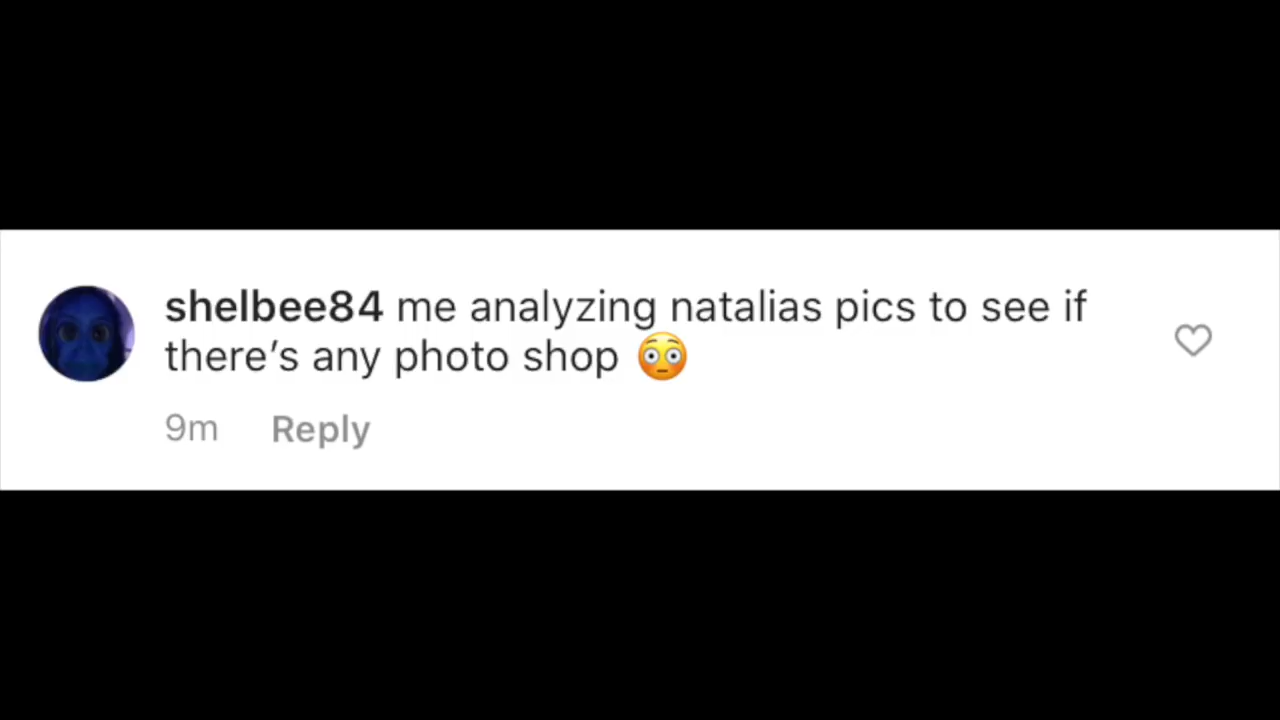 shelbee84 me analyzing natalias pics to see if
there’s any photo shop 😳
9m Reply